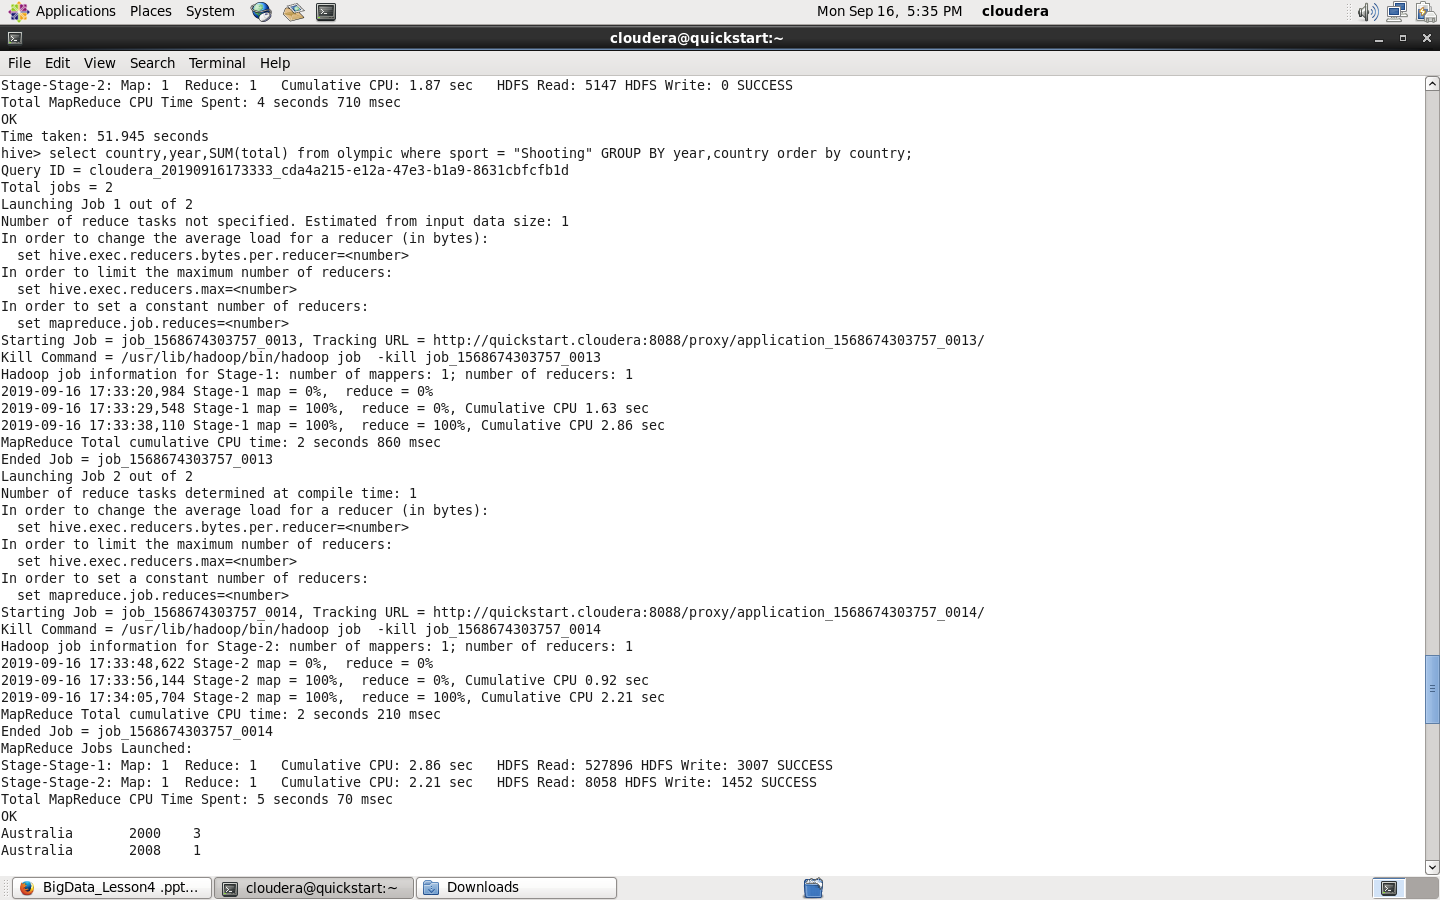 Applications Places System Mon Sep 16, 5:35 PM cloudera
cloudera@quickstart:~
File Edit View Search Terminal Help
Stage-Stage-2: Map: 1  Reduce: 1   Cumulative CPU: 1.87 sec   HDFS Read: 5147 HDFS Write: 0 SUCCESS
Total MapReduce CPU Time Spent: 4 seconds 710 msec
OK
Time taken: 51.945 seconds
hive> select country,year,SUM(total) from olympic where sport = "Shooting" GROUP BY year,country order by country;
Query ID = cloudera_20190916173333_cda4a215-e12a-47e3-b1a9-8631cbfcfb1d
Total jobs = 2
Launching Job 1 out of 2
Number of reduce tasks not specified. Estimated from input data size: 1
In order to change the average load for a reducer (in bytes):
  set hive.exec.reducers.bytes.per.reducer=<number>
In order to limit the maximum number of reducers:
  set hive.exec.reducers.max=<number>
In order to set a constant number of reducers:
  set mapreduce.job.reduces=<number>
Starting Job = job_1568674303757_0013, Tracking URL = http://quickstart.cloudera:8088/proxy/application_1568674303757_0013/
Kill Command = /usr/lib/hadoop/bin/hadoop job  -kill job_1568674303757_0013
Hadoop job information for Stage-1: number of mappers: 1; number of reducers: 1
2019-09-16 17:33:20,984 Stage-1 map = 0%,  reduce = 0%
2019-09-16 17:33:29,548 Stage-1 map = 100%,  reduce = 0%, Cumulative CPU 1.63 sec
2019-09-16 17:33:38,110 Stage-1 map = 100%,  reduce = 100%, Cumulative CPU 2.86 sec
MapReduce Total cumulative CPU time: 2 seconds 860 msec
Ended Job = job_1568674303757_0013
Launching Job 2 out of 2
Number of reduce tasks determined at compile time: 1
In order to change the average load for a reducer (in bytes):
  set hive.exec.reducers.bytes.per.reducer=<number>
In order to limit the maximum number of reducers:
  set hive.exec.reducers.max=<number>
In order to set a constant number of reducers:
  set mapreduce.job.reduces=<number>
Starting Job = job_1568674303757_0014, Tracking URL = http://quickstart.cloudera:8088/proxy/application_1568674303757_0014/
Kill Command = /usr/lib/hadoop/bin/hadoop job  -kill job_1568674303757_0014
Hadoop job information for Stage-2: number of mappers: 1; number of reducers: 1
2019-09-16 17:33:48,622 Stage-2 map = 0%,  reduce = 0%
2019-09-16 17:33:56,144 Stage-2 map = 100%,  reduce = 0%, Cumulative CPU 0.92 sec
2019-09-16 17:34:05,704 Stage-2 map = 100%,  reduce = 100%, Cumulative CPU 2.21 sec
MapReduce Total cumulative CPU time: 2 seconds 210 msec
Ended Job = job_1568674303757_0014
MapReduce Jobs Launched:
Stage-Stage-1: Map: 1  Reduce: 1   Cumulative CPU: 2.86 sec   HDFS Read: 527896 HDFS Write: 3007 SUCCESS
Stage-Stage-2: Map: 1  Reduce: 1   Cumulative CPU: 2.21 sec   HDFS Read: 8058 HDFS Write: 1452 SUCCESS
Total MapReduce CPU Time Spent: 5 seconds 70 msec
OK
Australia	2000	3
Australia	2008	1
BigData_Lesson4 .ppt... cloudera@quickstart:~ Downloads